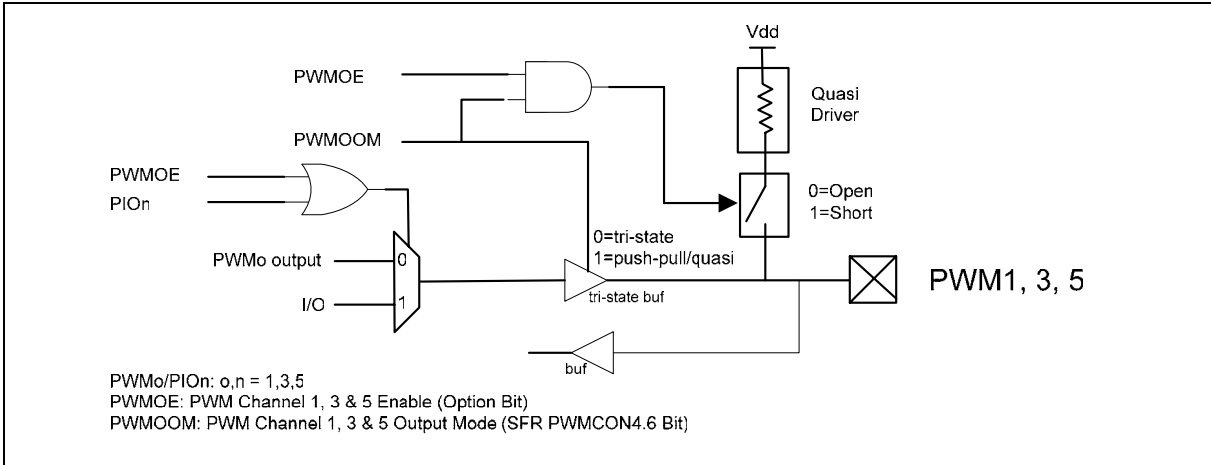 Vdd
PWMOE
Quasi
Driver
PWMOOM
PWMOE
PIOn
0=Open
1=Short
0=tri-state
1=push-pull/quasi
PWMo output
0
I/O
1
tri-state buf
PWM1, 3, 5
buf
PWMo/PIOn: o,n = 1,3,5
PWMOE: PWM Channel 1, 3 & 5 Enable (Option Bit)
PWMOOM: PWM Channel 1, 3 & 5 Output Mode (SFR PWMCON4.6 Bit)